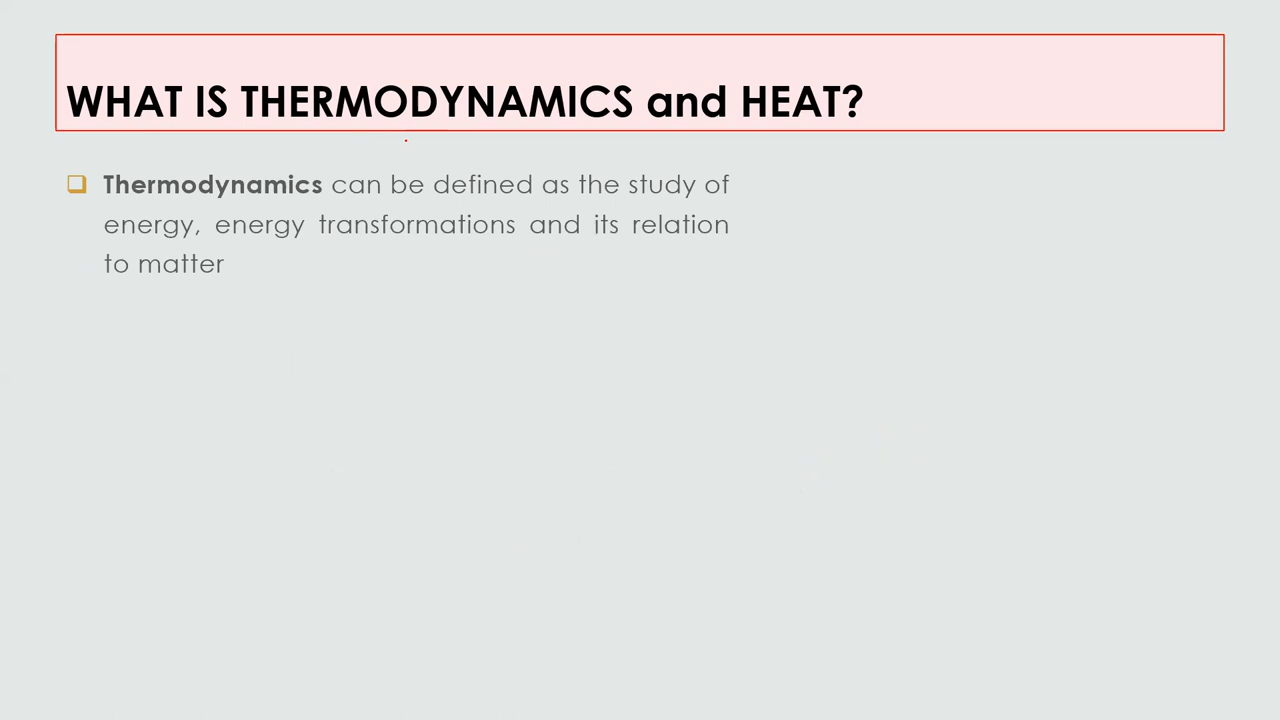 WHAT IS THERMODYNAMICS and HEAT?
Thermodynamics can be defined as the study of
energy, energy transformations and its relation
to matter